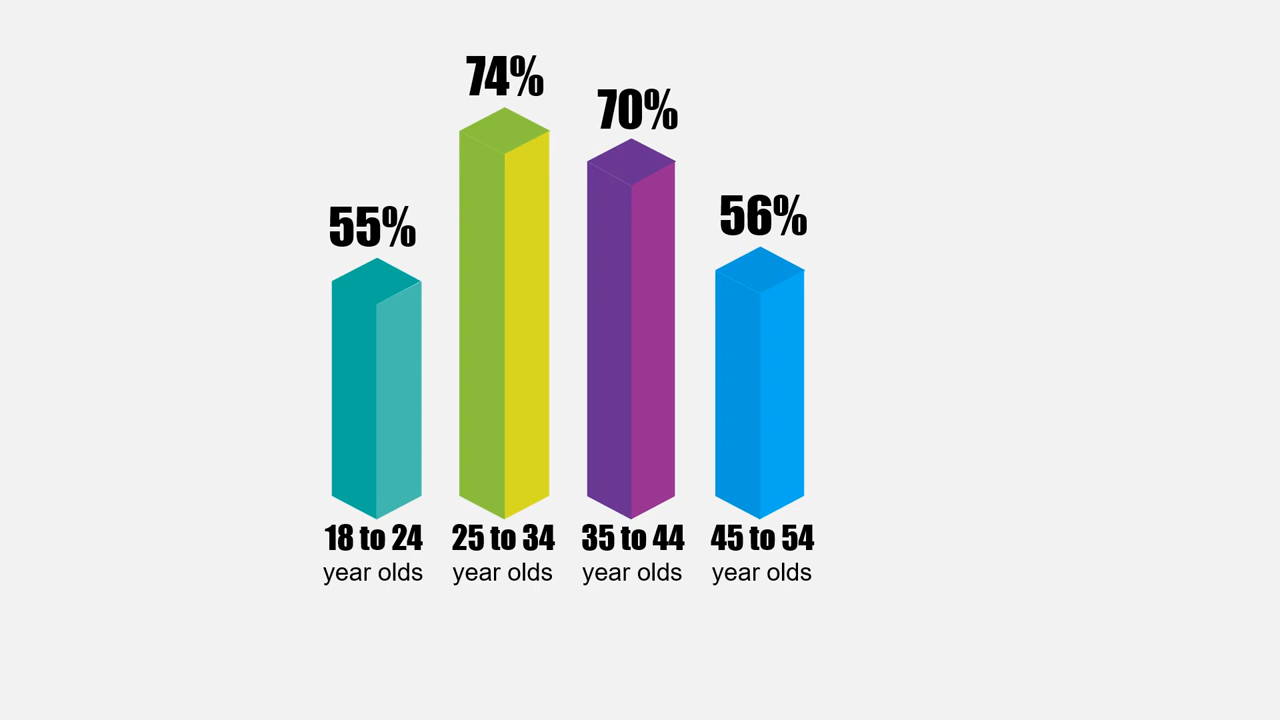 74%
70%
56%
55%
18 to 24
year olds
25 to 34
year olds
35 to 44
year olds
45 to 54
year olds